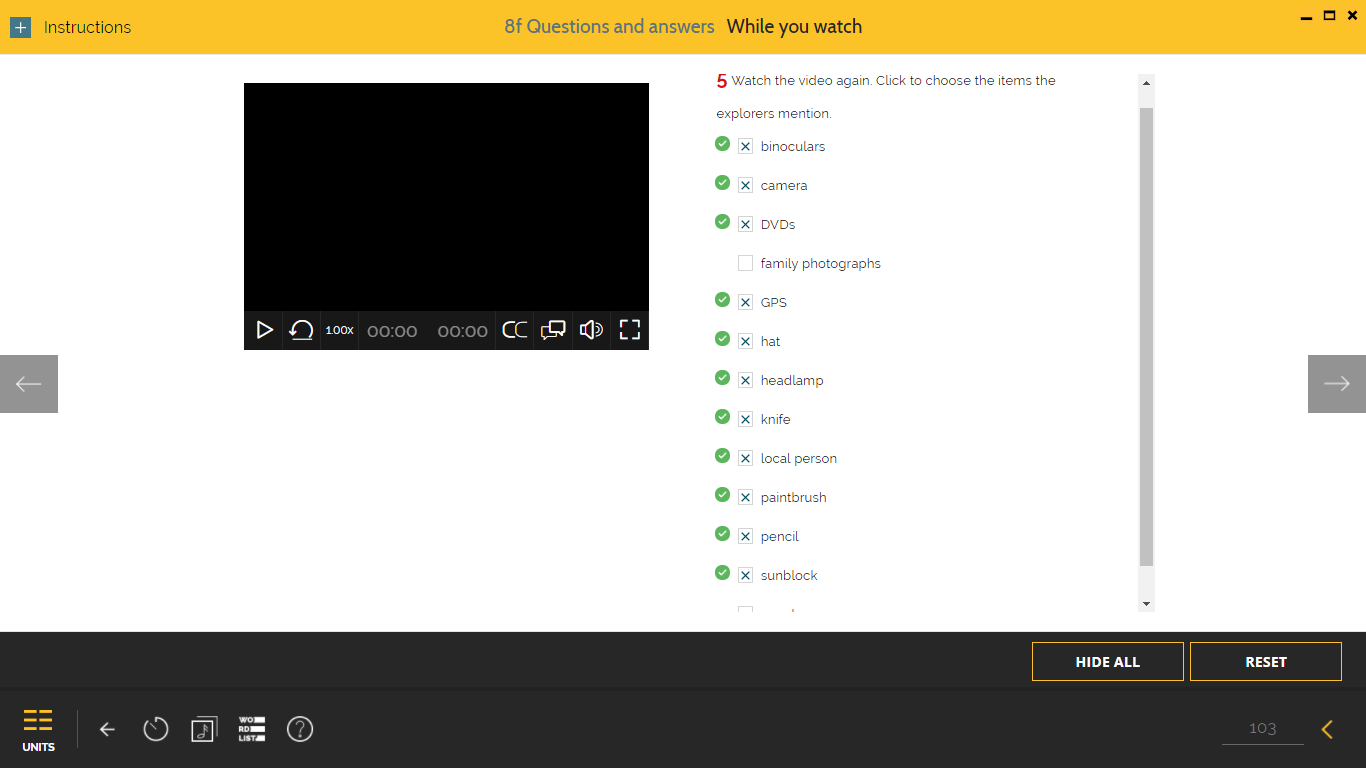 Instructions
8f Questions and answers While you watch
5 Watch the video again. Click to choose the items the
explorers mention.
binoculars
camera
DVDs
family photographs
GPS
hat
headlamp
knife
local person
paintbrush
pencil
sunblock
1.00x 00:00 00:00 CC
HIDE ALL RESET
UNITS
WO
RD
LIST
103